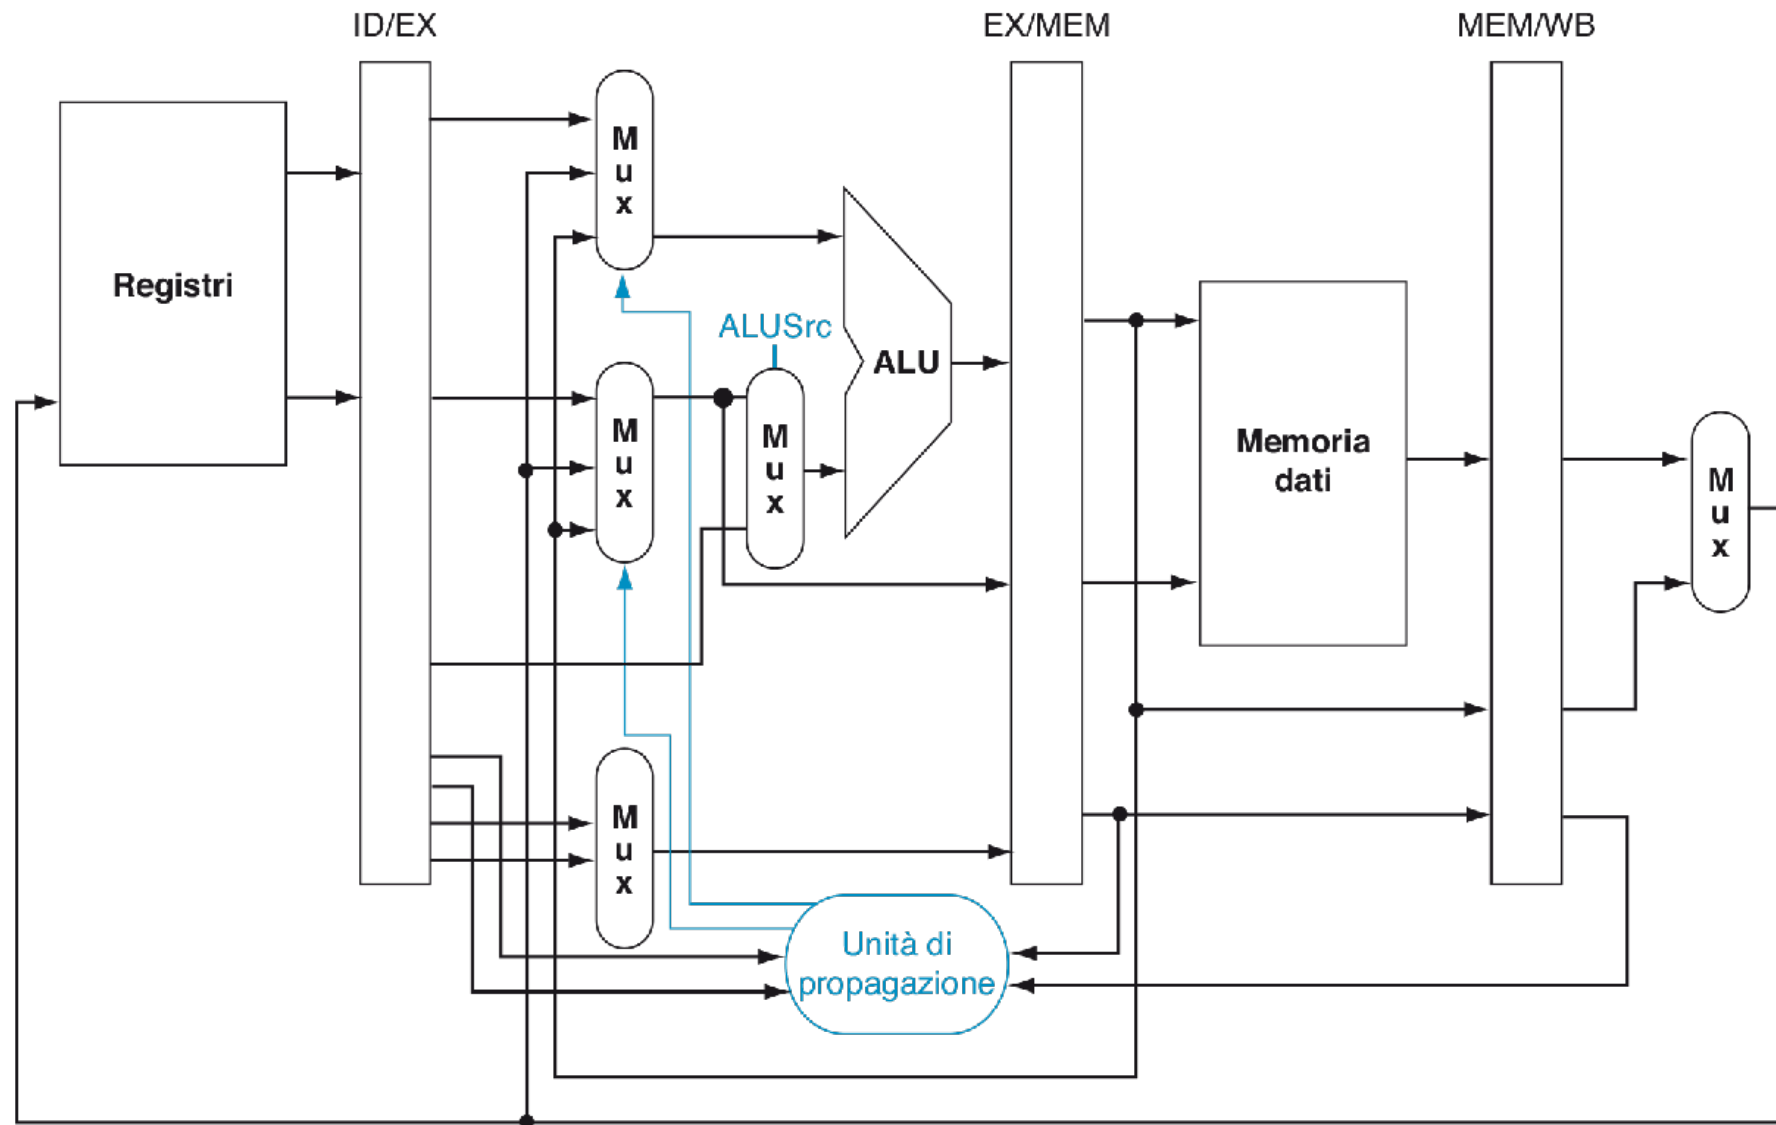 ID/EX
EX/MEM
MEM/WB
M
u
x
Registri
ALUSrc
ALU
M
u
x
M
u
x
Memoria
dati
M
u
x
M
u
x
Unità di
propagazione